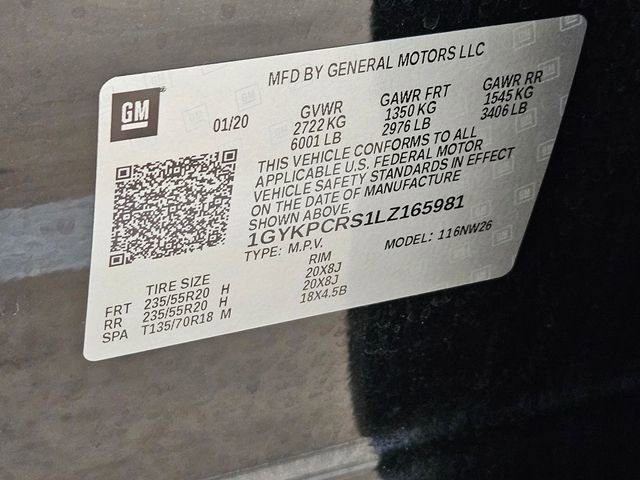 MFD BY GENERAL MOTORS LLC
GM
01/20
GVWR
2722 KG
6001 LB
GAWR FRT
1350 KG
2976 LB
GAWR RR
1545 KG
3406 LB
THIS VEHICLE CONFORMS TO ALL
APPLICABLE U.S. FEDERAL MOTOR
VEHICLE SAFETY STANDARDS IN EFFECT
ON THE DATE OF MANUFACTURE
SHOWN ABOVE.
1GYKPCRS1LZ165981
TYPE: M.P.V. MODEL: 116NW26
TIRE SIZE RIM
FRT 235/55R20 H 20X8J
RR 235/55R20 H 20X8J
SPA T135/70R18 M 18X4.5B